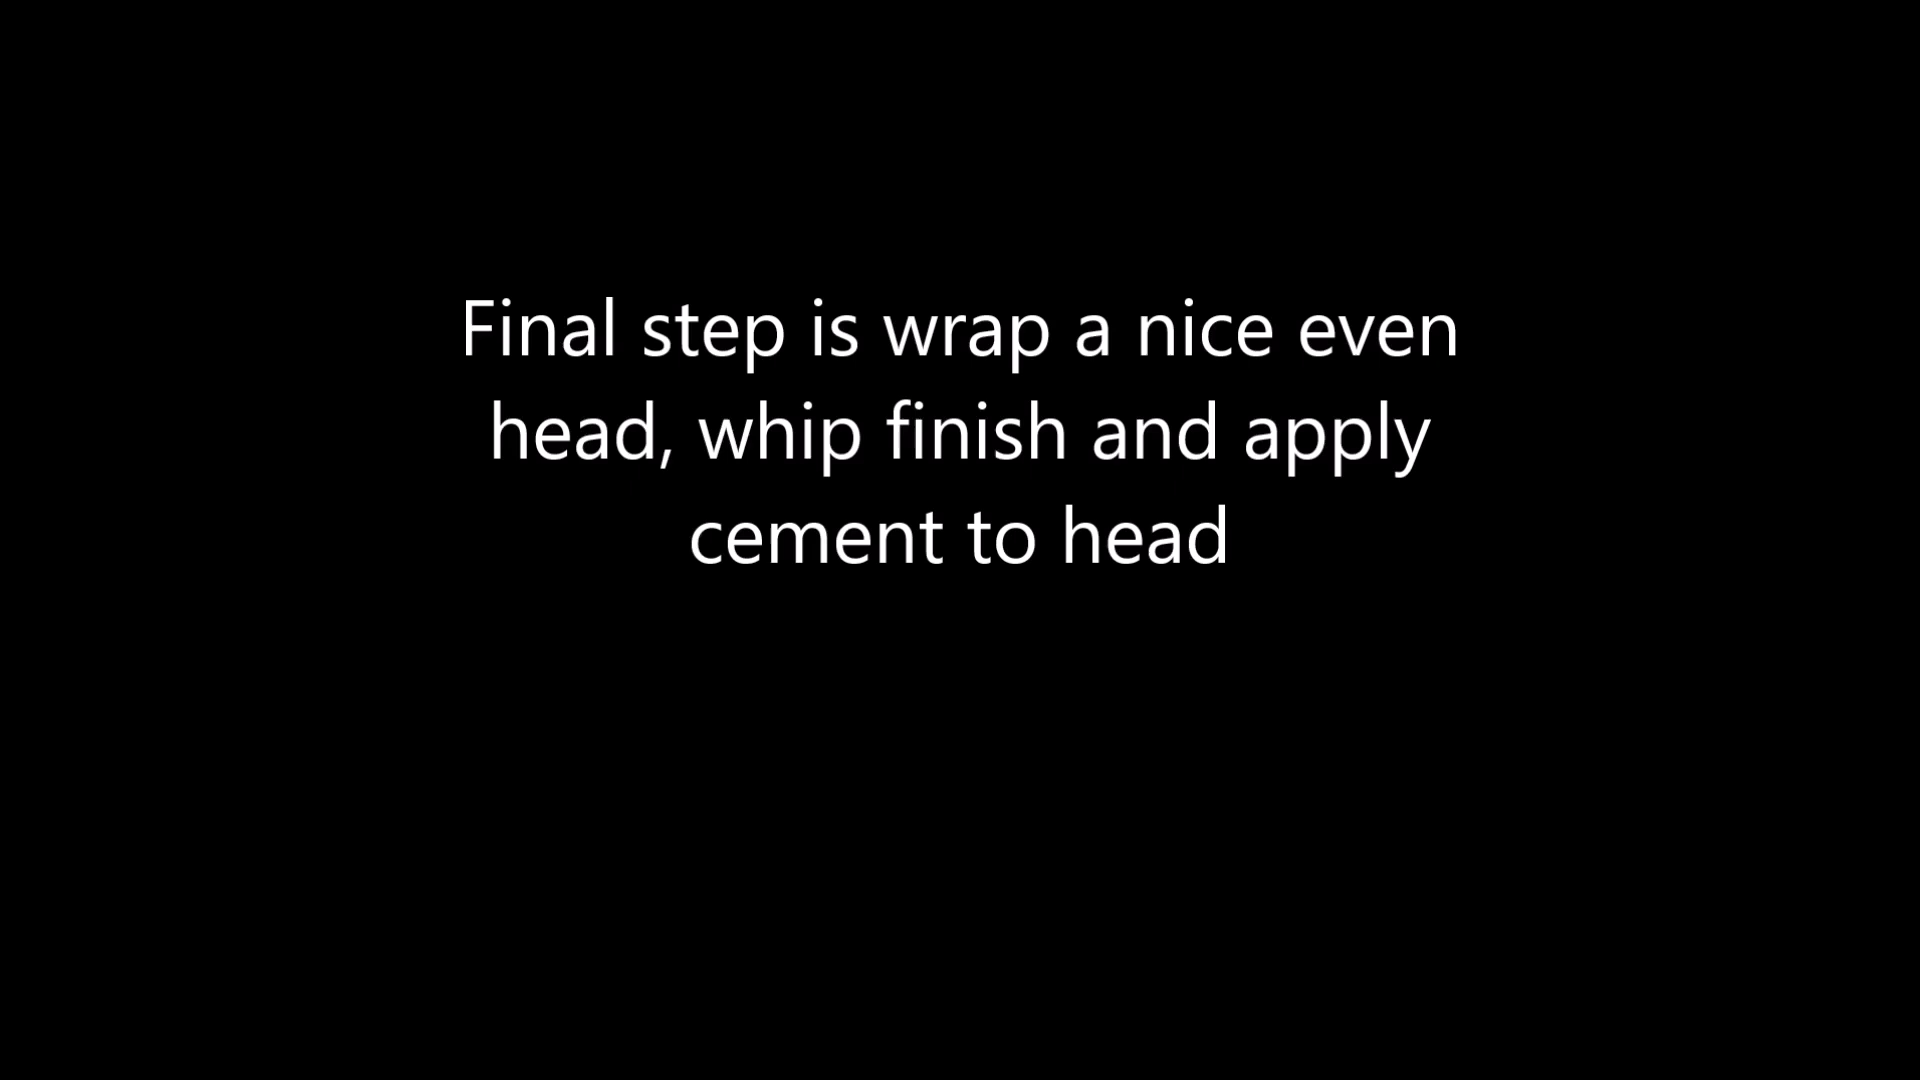 Final step is wrap a nice even
head, whip finish and apply
cement to head